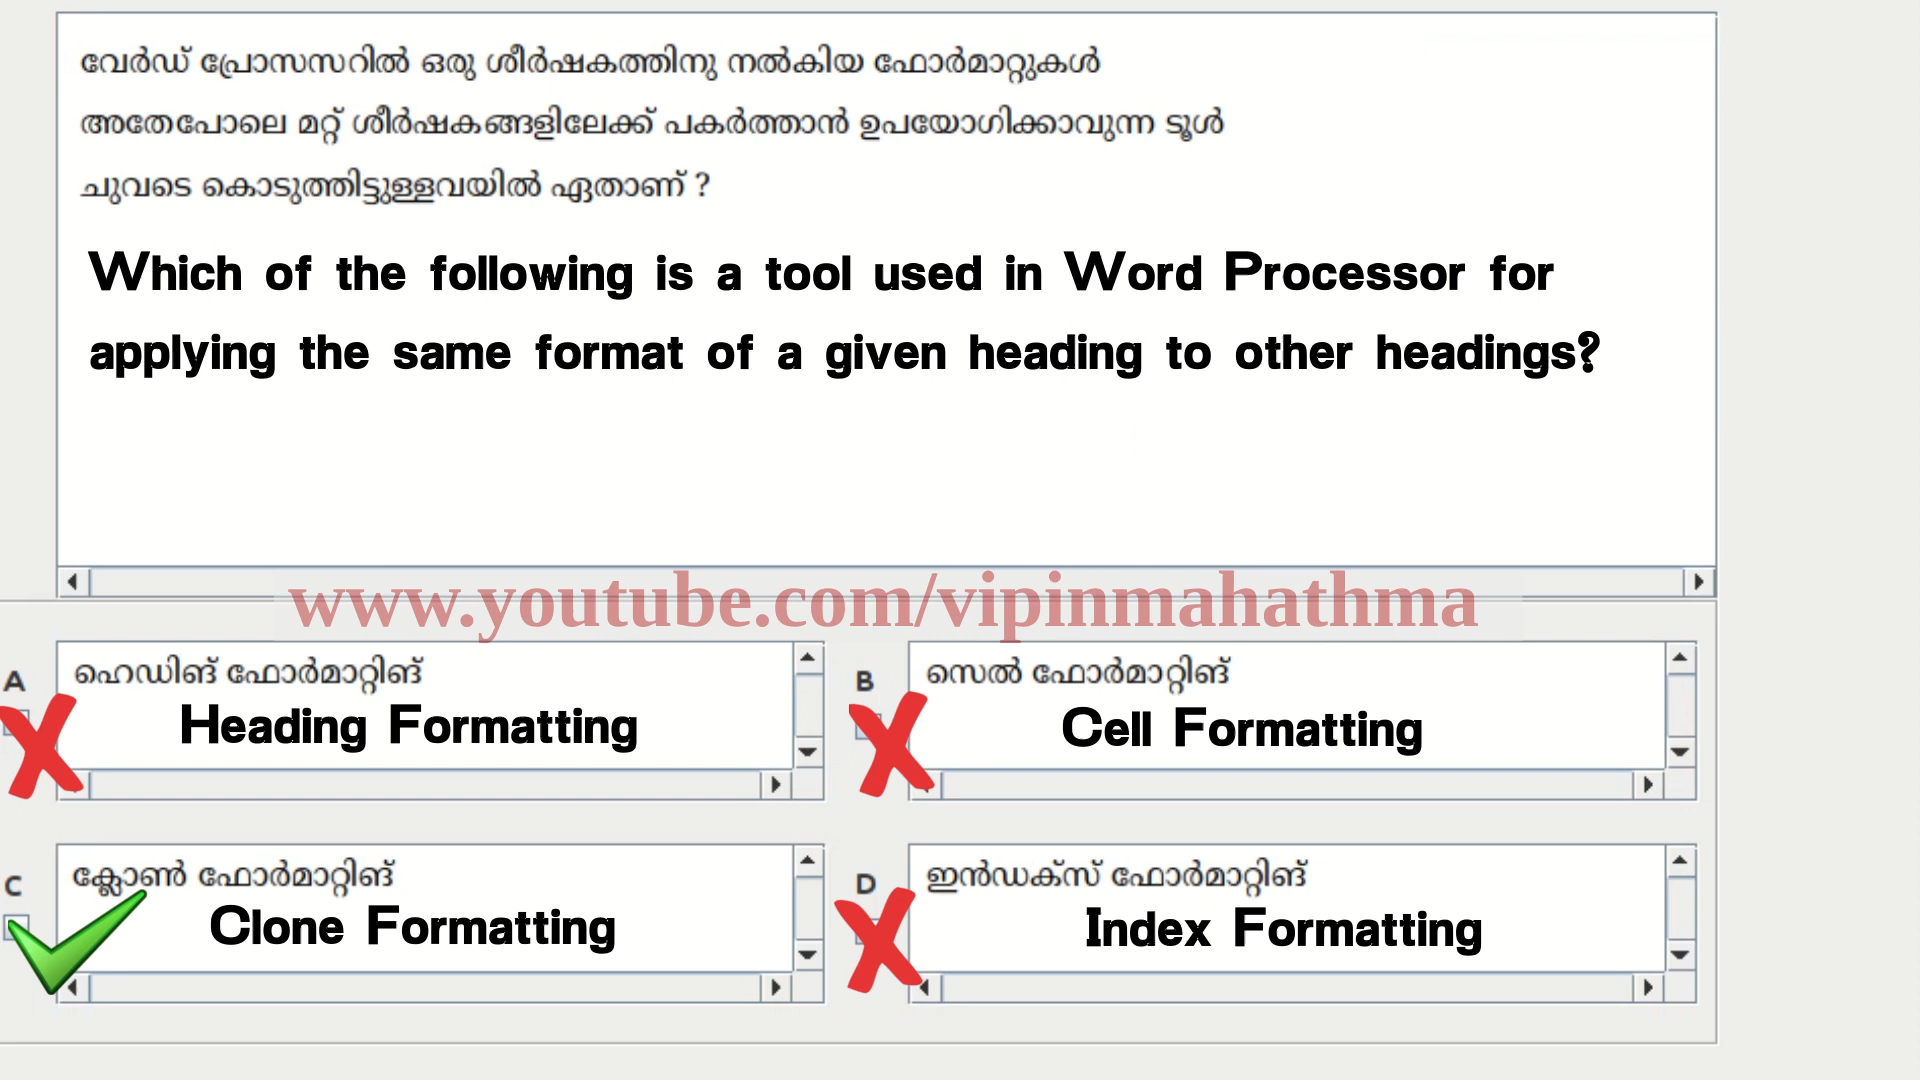 വേർഡ് പ്രോസസറിൽ ഒരു ശീർഷകത്തിനു നൽകിയ ഫോർമാറ്റുകൾ
അതേപോലെ മറ്റ് ശീർഷകങ്ങളിലേക്ക് പകർത്താൻ ഉപയോഗിക്കാവുന്ന ടൂൾ
ചുവടെ കൊടുത്തിട്ടുള്ളവയിൽ ഏതാണ് ?
Which of the following is a tool used in Word Processor for
applying the same format of a given heading to other headings?
www.youtube.com/vipinmahathma
A
ഹെഡിങ് ഫോർമാറ്റിങ്
Heading Formatting
B
സെൽ ഫോർമാറ്റിങ്
Cell Formatting
C
ക്ലോൺ ഫോർമാറ്റിങ്
Clone Formatting
D
ഇൻഡക്സ് ഫോർമാറ്റിങ്
Index Formatting